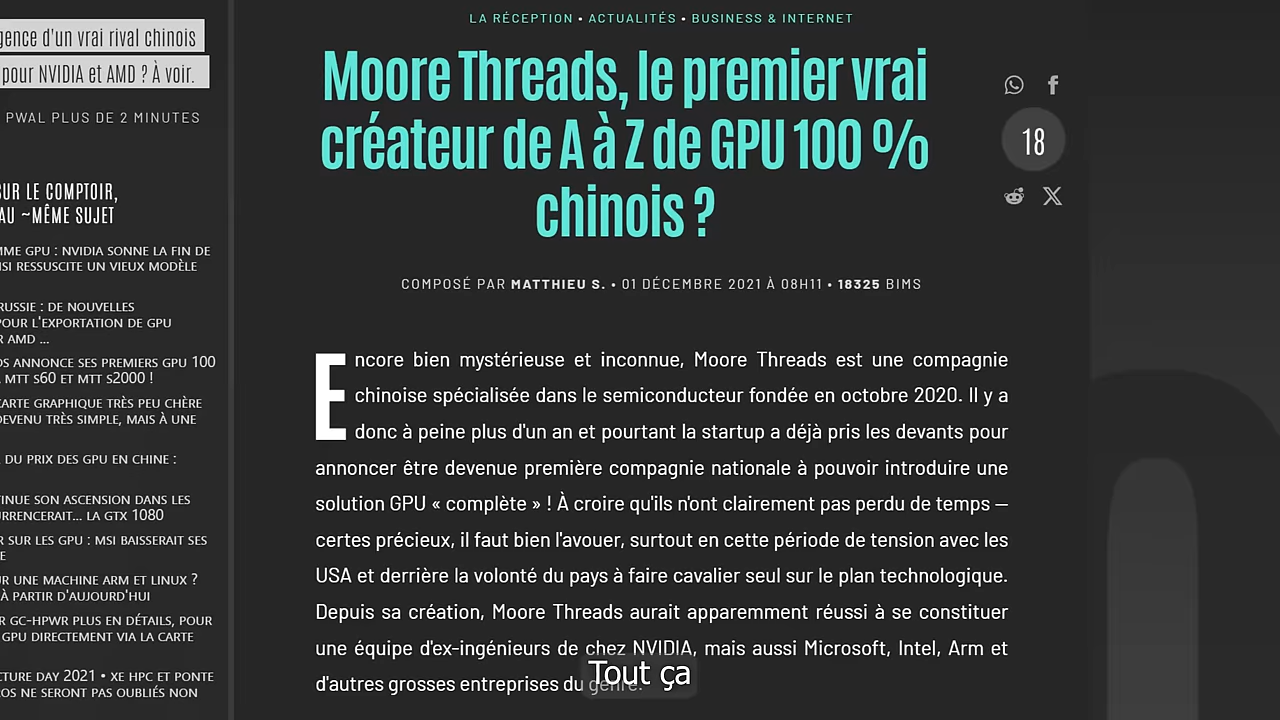 LA RÉCEPTION • ACTUALITÉS • BUSINESS & INTERNET
Moore Threads, le premier vrai
créateur de A à Z de GPU 100 %
chinois ?
18
COMPOSÉ PAR MATTHIEU S. • 01 DÉCEMBRE 2021 À 08H11 • 18325 BIMS
Encore bien mystérieuse et inconnue, Moore Threads est une compagnie
chinoise spécialisée dans le semiconducteur fondée en octobre 2020. Il y a
donc à peine plus d'un an et pourtant la startup a déjà pris les devants pour
annoncer être devenue première compagnie nationale à pouvoir introduire une
solution GPU « complète » ! À croire qu'ils n'ont clairement pas perdu de temps —
certes précieux, il faut bien l'avouer, surtout en cette période de tension avec les
USA et derrière la volonté du pays à faire cavalier seul sur le plan technologique.
Depuis sa création, Moore Threads aurait apparemment réussi à se constituer
une équipe d'ex-ingénieurs de chez NVIDIA, mais aussi Microsoft, Intel, Arm et
d'autres grosses entreprises du genre.
Tout ça
gence d'un vrai rival chinois
pour NVIDIA et AMD ? À voir.
PWAL PLUS DE 2 MINUTES
SUR LE COMPTOIR,
AU ~MÊME SUJET
MME GPU : NVIDIA SONNE LA FIN DE
MSI RESSUSCITE UN VIEUX MODÈLE
RUSSIE : DE NOUVELLES
POUR L'EXPORTATION DE GPU
R AMD ...
DS ANNONCE SES PREMIERS GPU 100
MTT S60 ET MTT S2000 !
CARTE GRAPHIQUE TRÈS PEU CHÈRE
DEVENU TRÈS SIMPLE, MAIS À UNE
DU PRIX DES GPU EN CHINE :
TINUE SON ASCENSION DANS LES
URRENCERAIT... LA GTX 1080
R SUR LES GPU : MSI BAISSERAIT SES
E
UR UNE MACHINE ARM ET LINUX ?
À PARTIR D'AUJOURD'HUI
R GC-HPWR PLUS EN DÉTAILS, POUR
GPU DIRECTEMENT VIA LA CARTE
CTURE DAY 2021 • XE HPC ET PONTE
ROS NE SERONT PAS OUBLIÉS NON